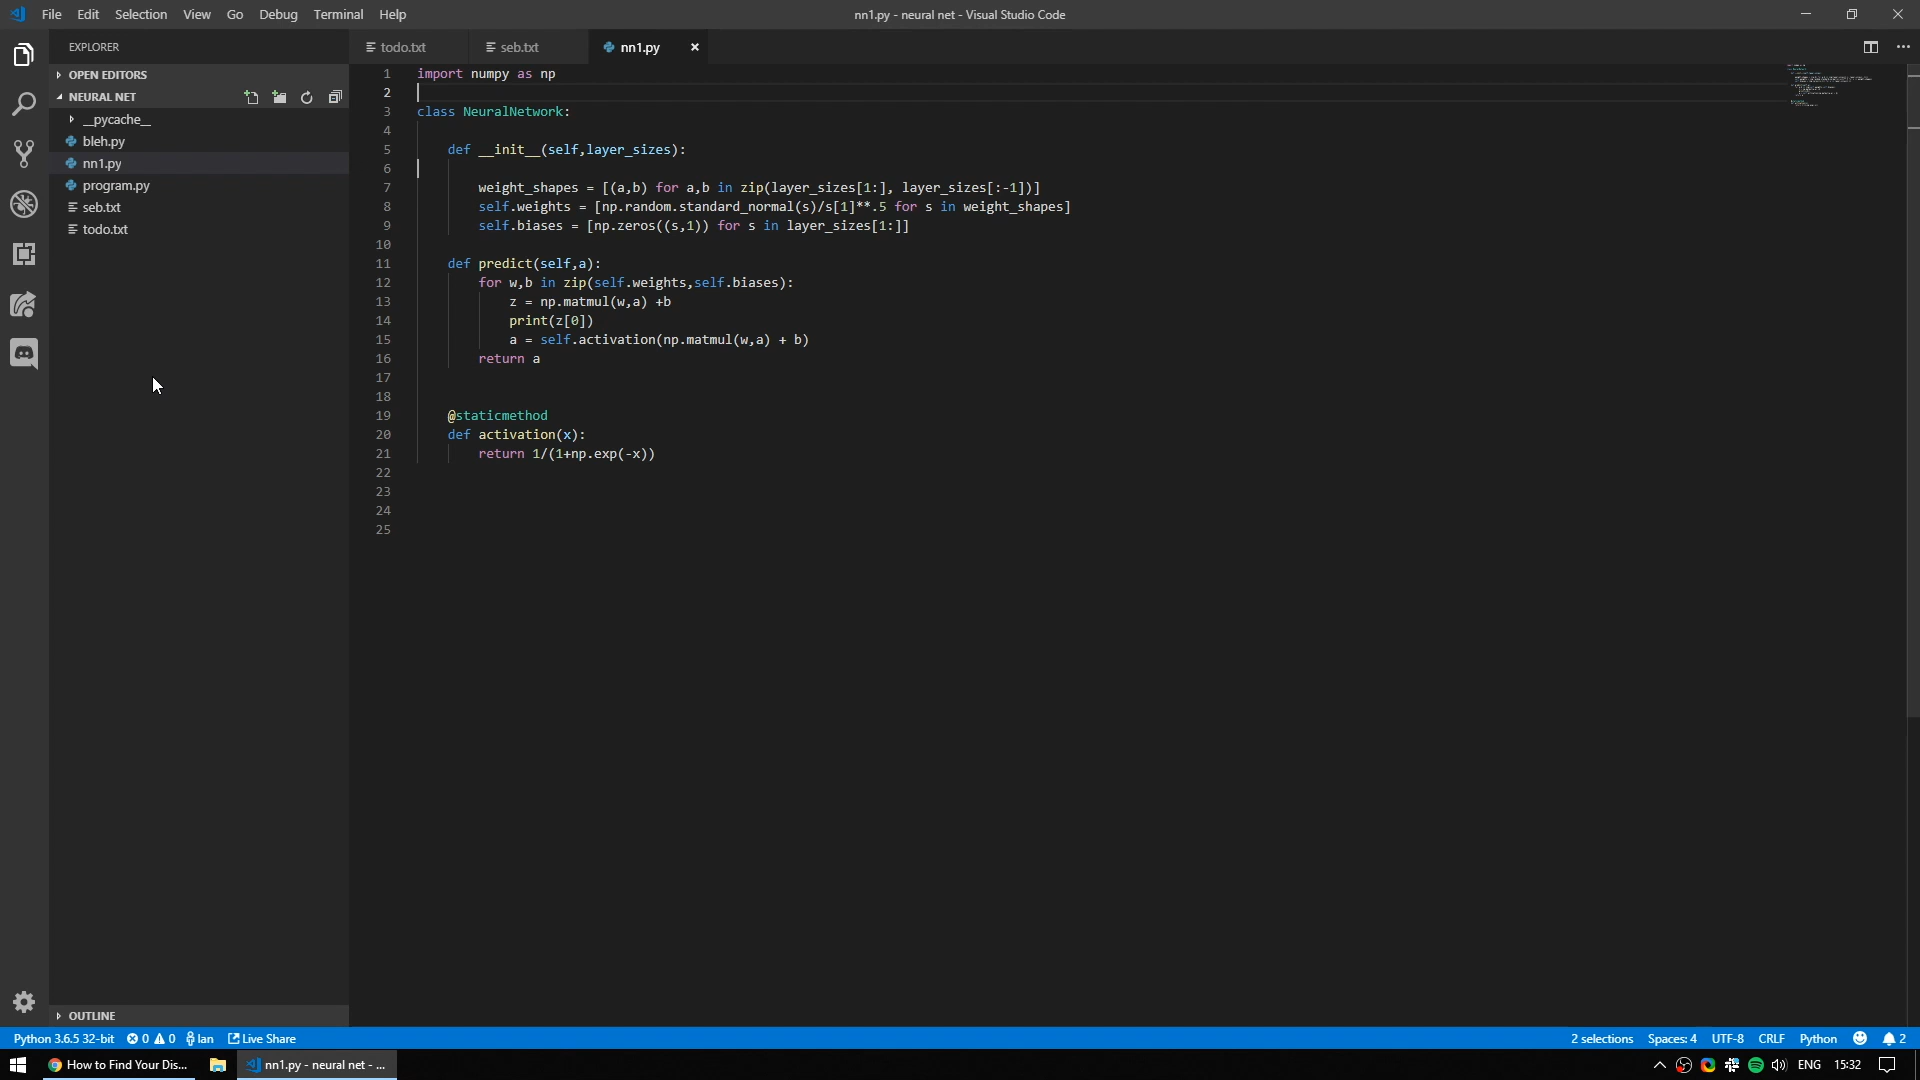 File Edit Selection View Go Debug Terminal Help
nn1.py - neural net - Visual Studio Code
EXPLORER
OPEN EDITORS
NEURAL NET
__pycache__
bleh.py
nn1.py
program.py
seb.txt
todo.txt
OUTLINE
todo.txt seb.txt nn1.py
1 import numpy as np
2
3 class NeuralNetwork:
4
5 def __init__(self,layer_sizes):
6
7 weight_shapes = [(a,b) for a,b in zip(layer_sizes[1:], layer_sizes[:-1])]
8 self.weights = [np.random.standard_normal(s)/s[1]**.5 for s in weight_shapes]
9 self.biases = [np.zeros((s,1)) for s in layer_sizes[1:]]
10
11 def predict(self,a):
12 for w,b in zip(self.weights,self.biases):
13 z = np.matmul(w,a) +b
14 print(z[0])
15 a = self.activation(np.matmul(w,a) + b)
16 return a
17
18
19 @staticmethod
20 def activation(x):
21 return 1/(1+np.exp(-x))
22
23
24
25
Python 3.6.5 32-bit 0 0 Ian Live Share
2 selections Spaces: 4 UTF-8 CRLF Python 2
How to Find Your Dis... nn1.py - neural net - ...
ENG 15:32